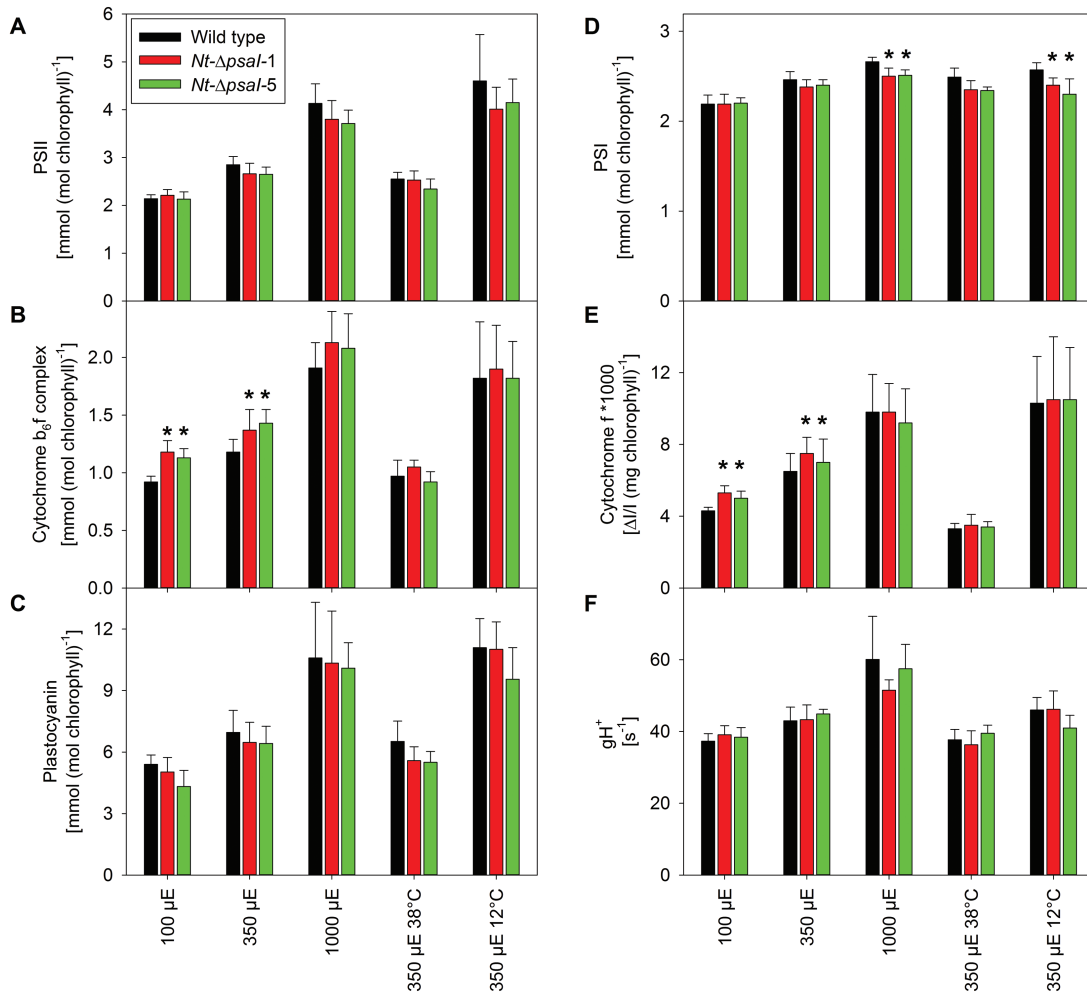 A
Wild type
Nt-ΔpsaI-1
Nt-ΔpsaI-5
PSII
[mmol (mol chlorophyll)-1]
6
5
4
3
2
1
0
B
Cytochrome b6f complex
[mmol (mol chlorophyll)-1]
2.0
1.5
1.0
0.5
0.0
* *
* *
C
Plastocyanin
[mmol (mol chlorophyll)-1]
12
9
6
3
0
100 µE
350 µE
1000 µE
350 µE 38°C
350 µE 12°C
D
PSI
[mmol (mol chlorophyll)-1]
3
2
1
0
* *
* *
E
Cytochrome f *1000
[ΔI/I (mg chlorophyll)-1]
12
8
4
0
* *
* *
F
gH+
[s-1]
60
40
20
0
100 µE
350 µE
1000 µE
350 µE 38°C
350 µE 12°C